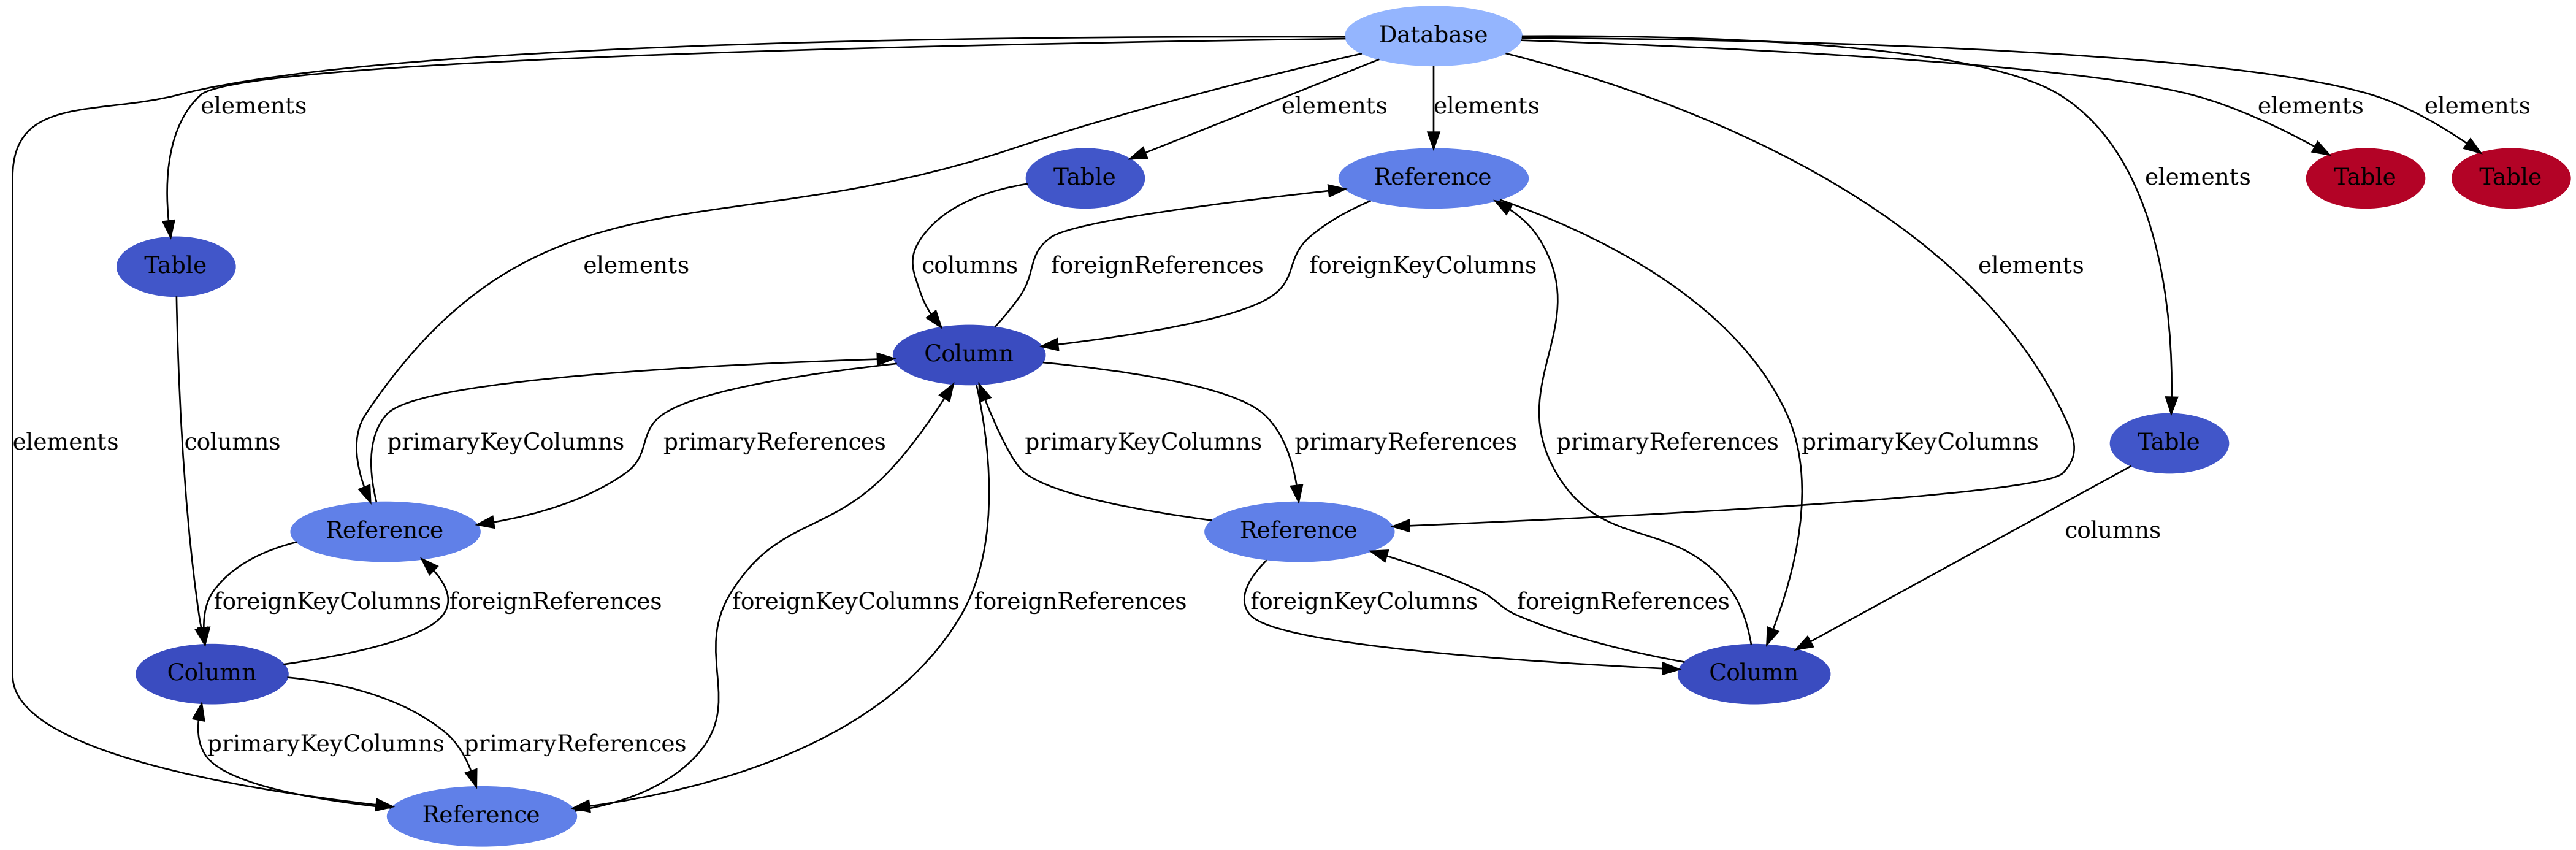 Database
elements
elements
elements
elements
elements
Table
Reference
elements
Table
Table
Table
elements
columns
foreignReferences
foreignKeyColumns
elements
Column
elements
columns
primaryKeyColumns
primaryReferences
primaryKeyColumns
primaryReferences
primaryReferences
primaryKeyColumns
Table
Reference
Reference
columns
foreignKeyColumns
foreignReferences
foreignKeyColumns
foreignReferences
foreignKeyColumns
foreignReferences
Column
Column
primaryKeyColumns
primaryReferences
Reference